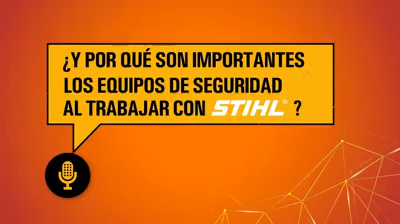 ¿Y POR QUÉ SON IMPORTANTES
LOS EQUIPOS DE SEGURIDAD
AL TRABAJAR CON STIHL® ?